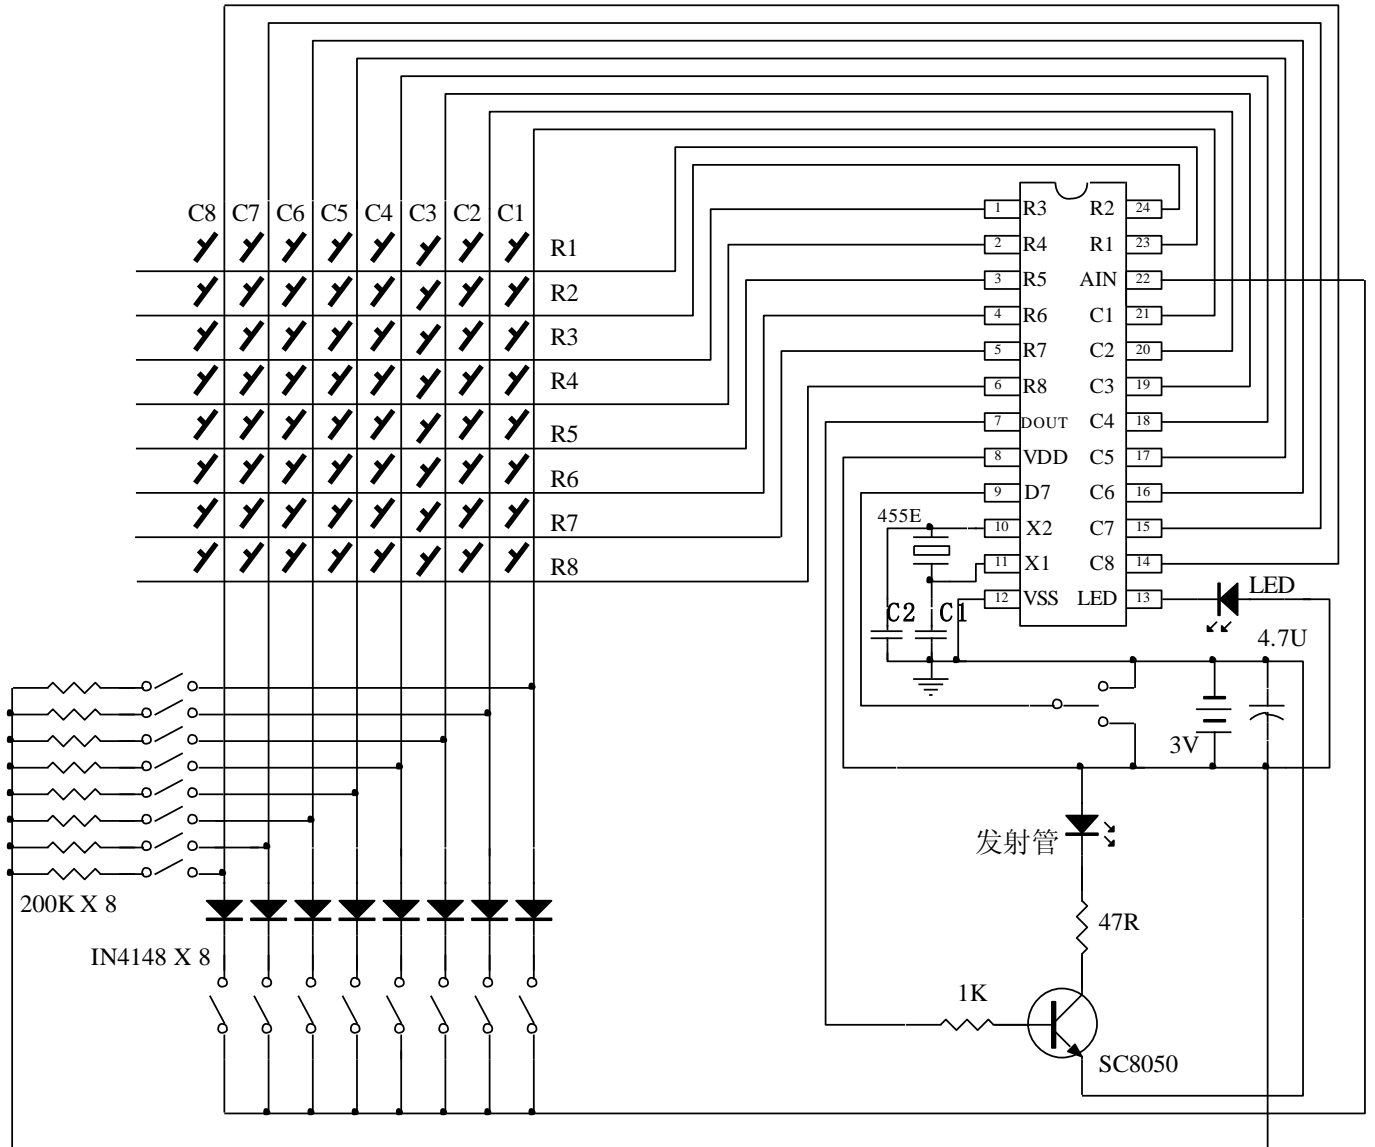 C8 C7 C6 C5 C4 C3 C2 C1
R1
R2
R3
R4
R5
R6
R7
R8
1 R3 R2 24
2 R4 R1 23
3 R5 AIN 22
4 R6 C1 21
5 R7 C2 20
6 R8 C3 19
7 DOUT C4 18
8 VDD C5 17
9 D7 C6 16
10 X2 C7 15
11 X1 C8 14
12 VSS LED 13
455E
C2 C1
LED
4.7U
3V
发射管
47R
1K
SC8050
200K X 8
IN4148 X 8